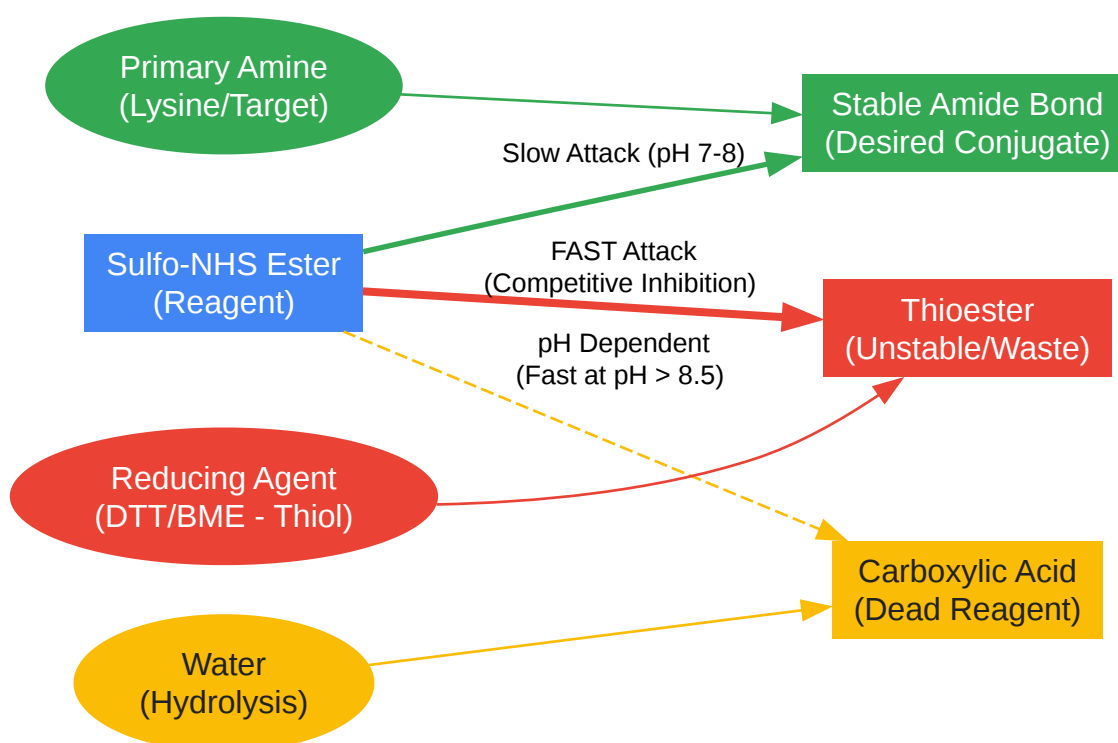 Primary Amine
(Lysine/Target)
Stable Amide Bond
(Desired Conjugate)
Slow Attack (pH 7-8)
Sulfo-NHS Ester
(Reagent)
FAST Attack
(Competitive Inhibition)
Thioester
(Unstable/Waste)
pH Dependent
(Fast at pH > 8.5)
Reducing Agent
(DTT/BME - Thiol)
Carboxylic Acid
(Dead Reagent)
Water
(Hydrolysis)